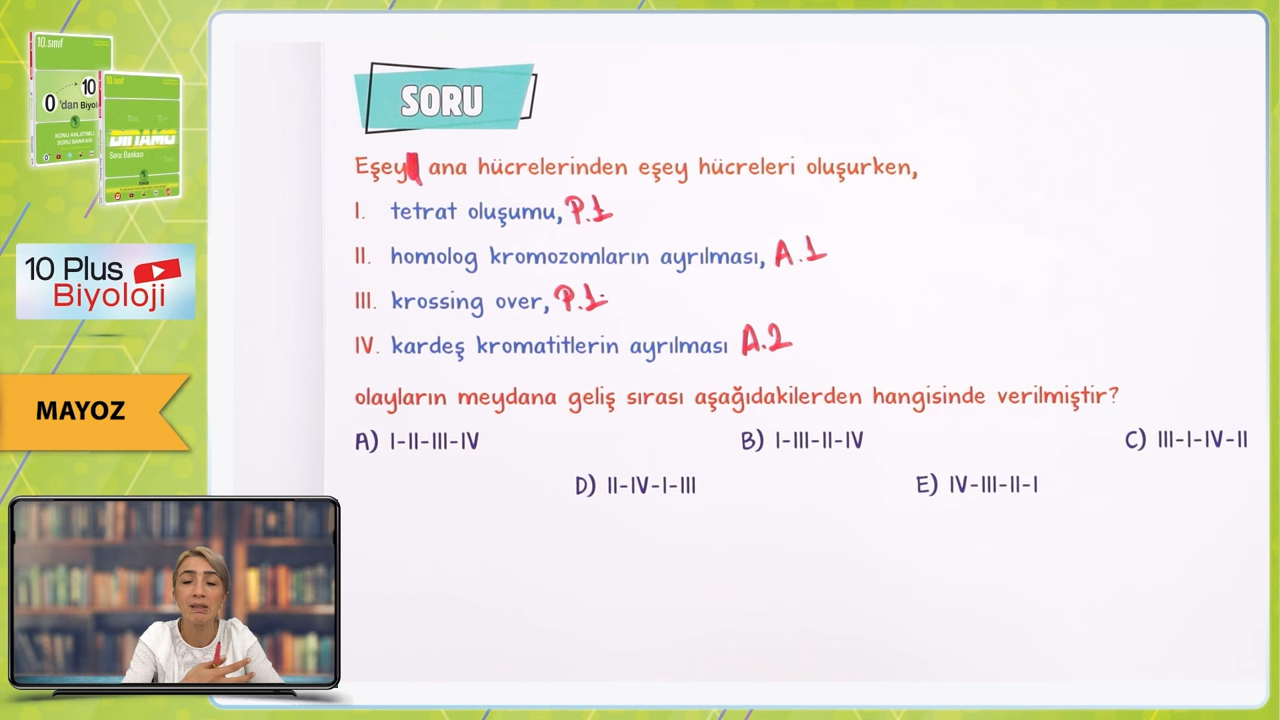 10.sınıf
0'dan 10
Biyol
KONU ANLATIMLI
SORU BANKASI
10.sınıf
DİNAMO
Soru Bankası
10 Plus
Biyoloji
MAYOZ
SORU
Eşey ana hücrelerinden eşey hücreleri oluşurken,
I. tetrat oluşumu, P.1
II. homolog kromozomların ayrılması, A.1
III. krossing over, P.1
IV. kardeş kromatitlerin ayrılması A.2
olayların meydana geliş sırası aşağıdakilerden hangisinde verilmiştir?
A) I-II-III-IV B) I-III-II-IV C) III-I-IV-II
D) II-IV-I-III E) IV-III-II-I